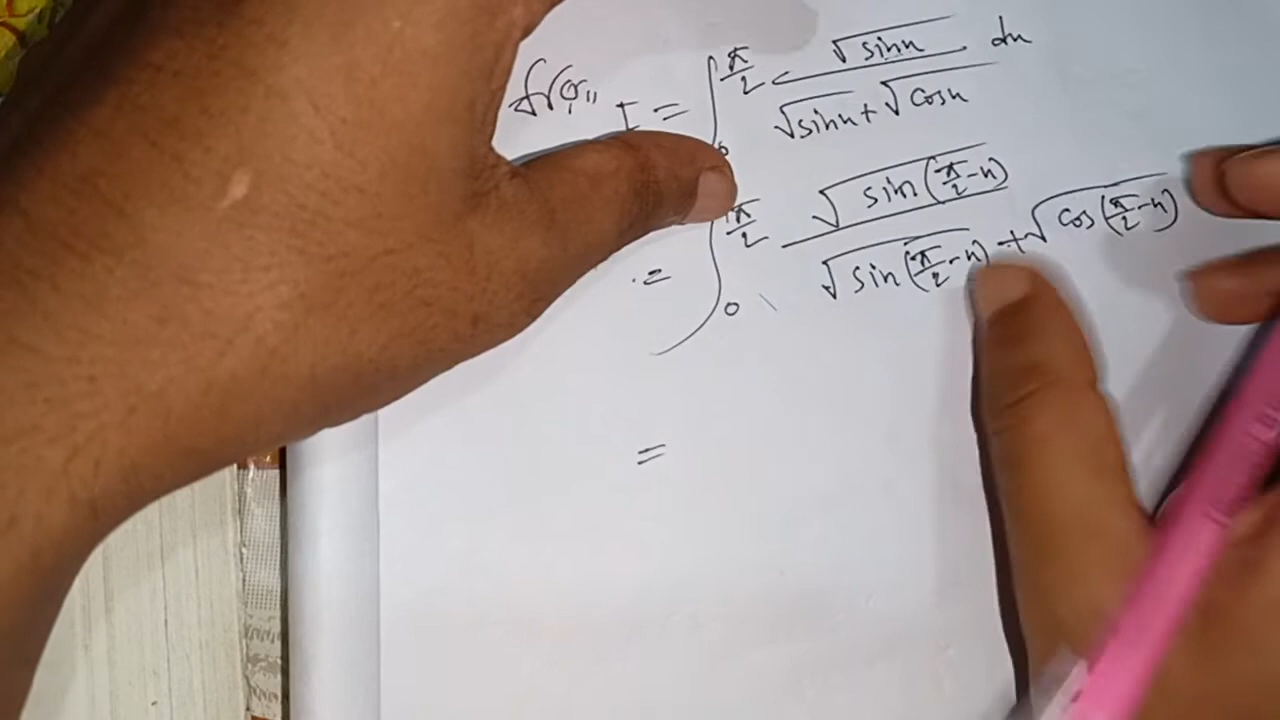 I = ∫₀^{π/2} √sinx / (√sinx + √cosx) dx
= ∫₀^{π/2} √sin(π/2-x) / (√sin(π/2-x) + √cos(π/2-x))
=